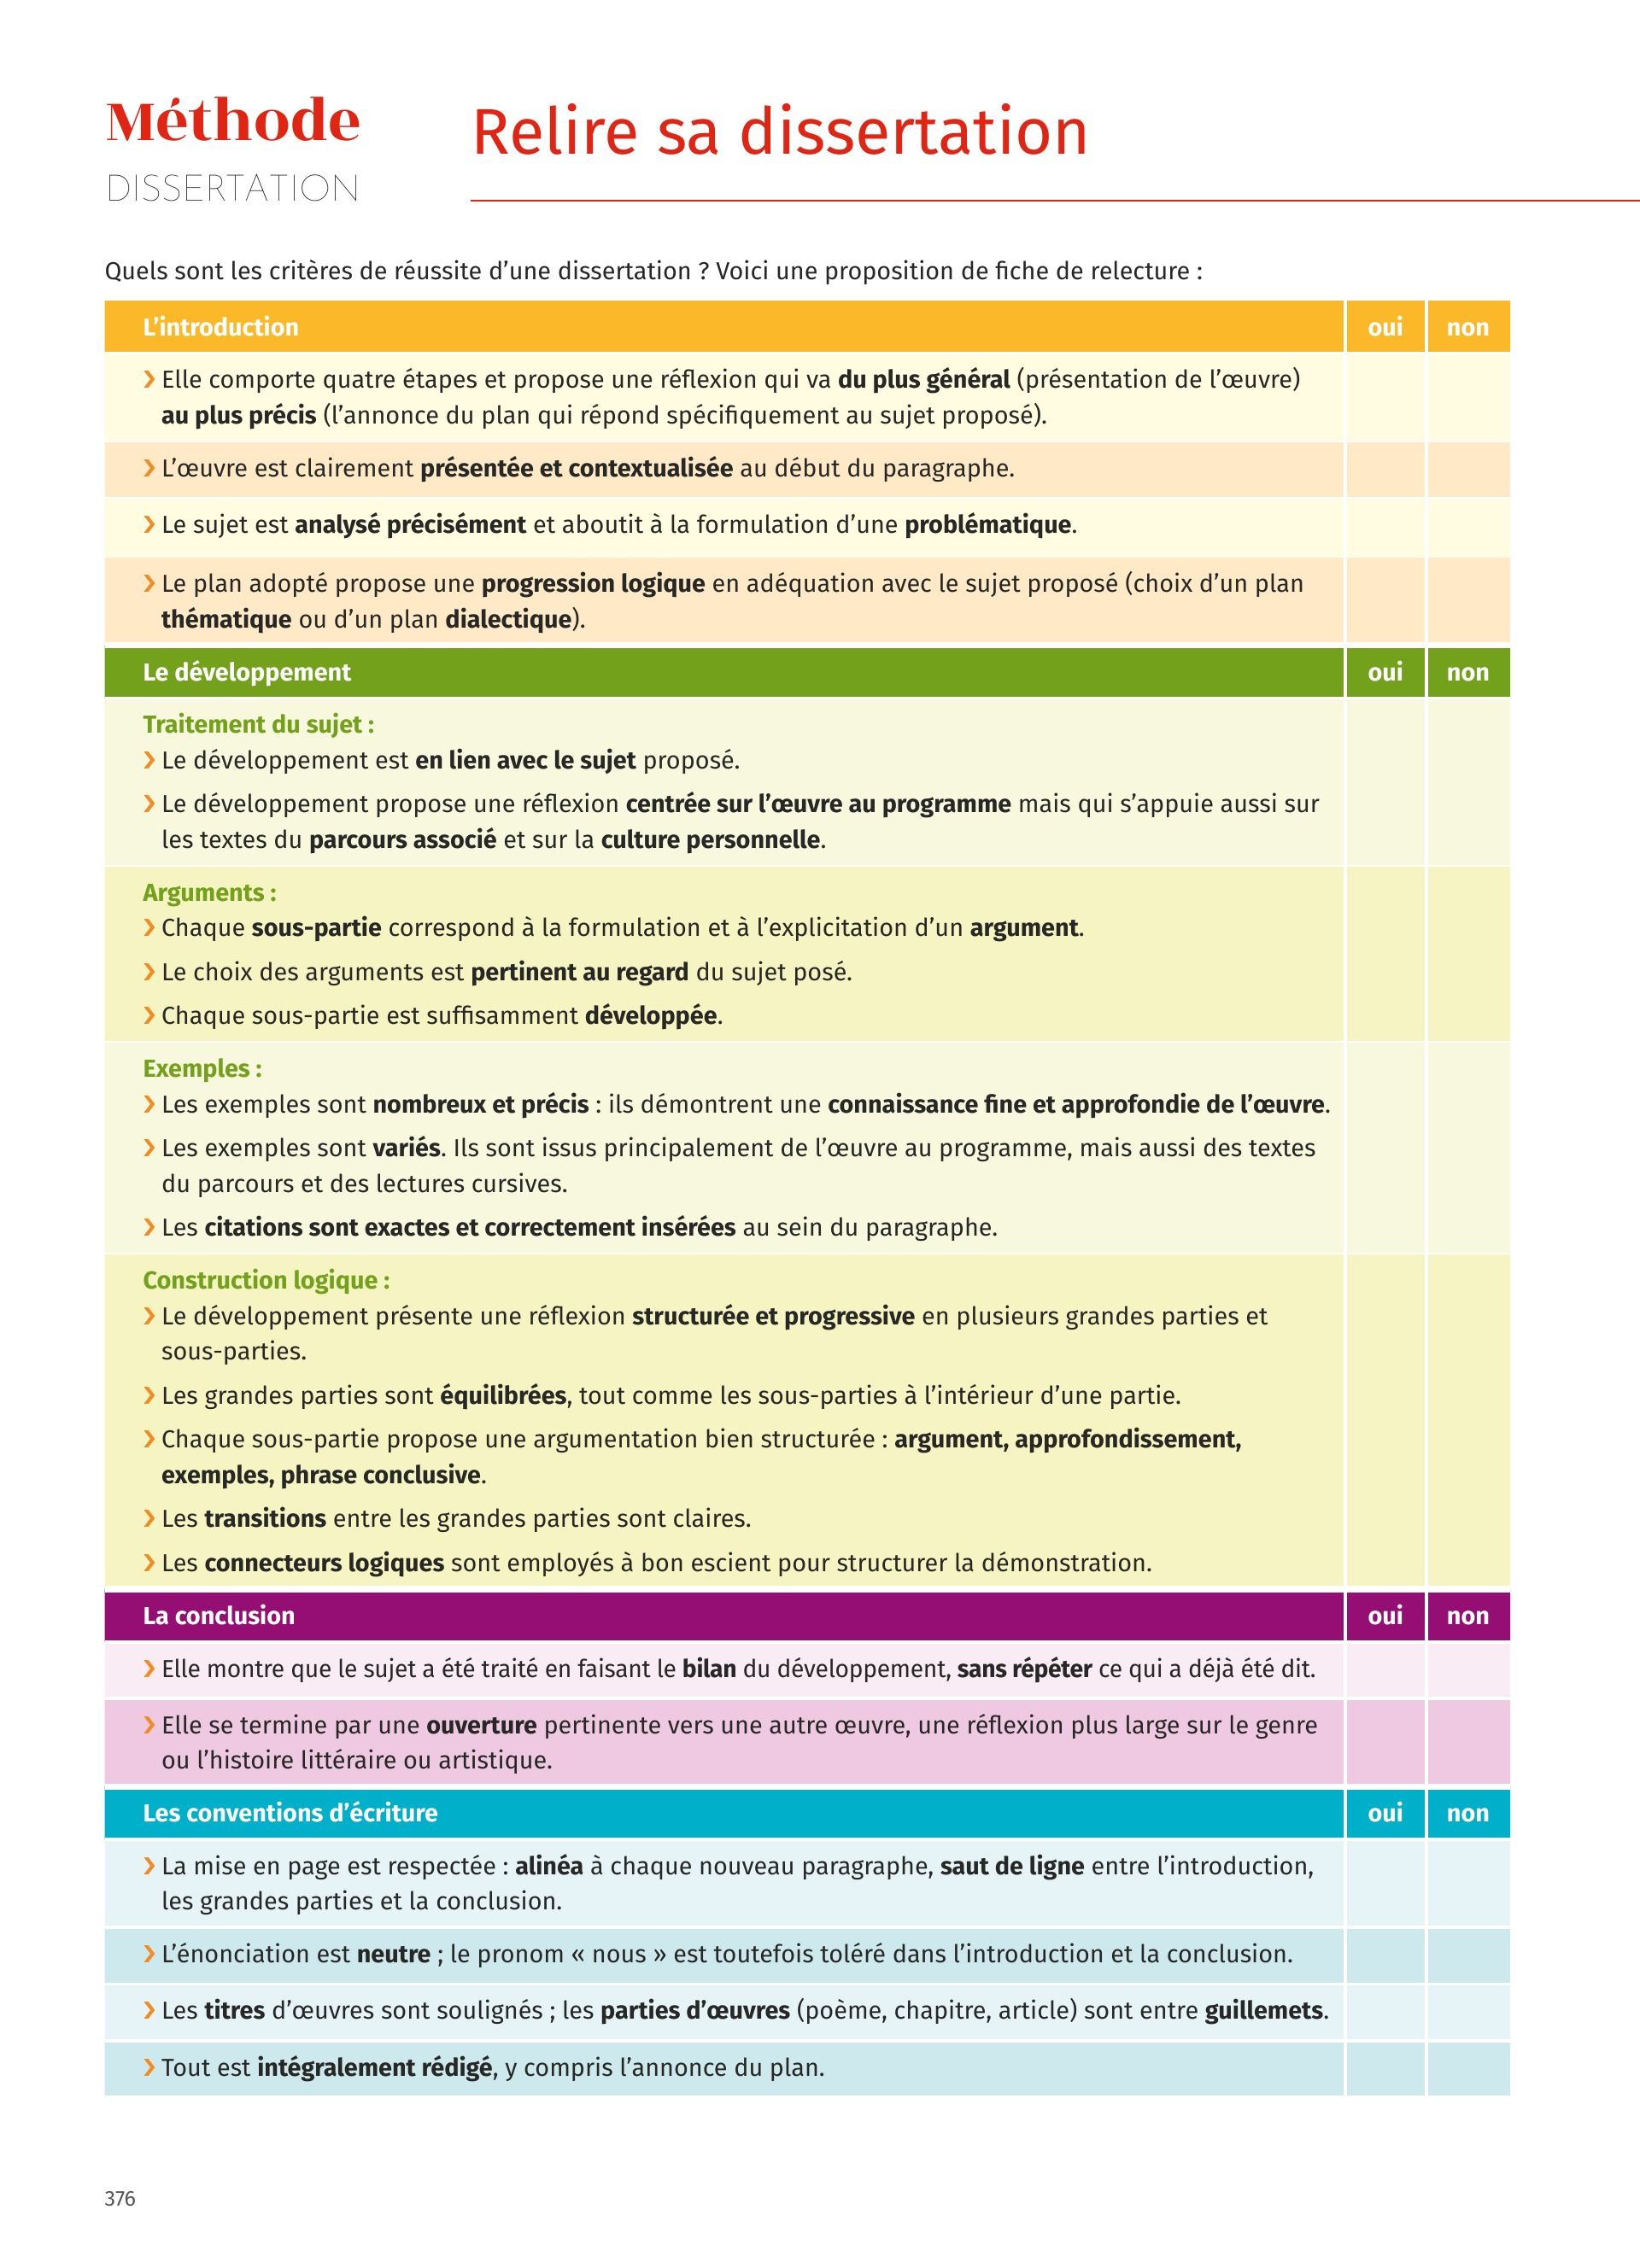 Méthode
DISSERTATION
Relire sa dissertation
Quels sont les critères de réussite d’une dissertation ? Voici une proposition de fiche de relecture :
L’introduction oui non
❯ Elle comporte quatre étapes et propose une réflexion qui va du plus général (présentation de l’œuvre)
au plus précis (l’annonce du plan qui répond spécifiquement au sujet proposé).
❯ L’œuvre est clairement présentée et contextualisée au début du paragraphe.
❯ Le sujet est analysé précisément et aboutit à la formulation d’une problématique.
❯ Le plan adopté propose une progression logique en adéquation avec le sujet proposé (choix d’un plan
thématique ou d’un plan dialectique).
Le développement oui non
Traitement du sujet :
❯ Le développement est en lien avec le sujet proposé.
❯ Le développement propose une réflexion centrée sur l’œuvre au programme mais qui s’appuie aussi sur
les textes du parcours associé et sur la culture personnelle.
Arguments :
❯ Chaque sous-partie correspond à la formulation et à l’explicitation d’un argument.
❯ Le choix des arguments est pertinent au regard du sujet posé.
❯ Chaque sous-partie est suffisamment développée.
Exemples :
❯ Les exemples sont nombreux et précis : ils démontrent une connaissance fine et approfondie de l’œuvre.
❯ Les exemples sont variés. Ils sont issus principalement de l’œuvre au programme, mais aussi des textes
du parcours et des lectures cursives.
❯ Les citations sont exactes et correctement insérées au sein du paragraphe.
Construction logique :
❯ Le développement présente une réflexion structurée et progressive en plusieurs grandes parties et
sous-parties.
❯ Les grandes parties sont équilibrées, tout comme les sous-parties à l’intérieur d’une partie.
❯ Chaque sous-partie propose une argumentation bien structurée : argument, approfondissement,
exemples, phrase conclusive.
❯ Les transitions entre les grandes parties sont claires.
❯ Les connecteurs logiques sont employés à bon escient pour structurer la démonstration.
La conclusion oui non
❯ Elle montre que le sujet a été traité en faisant le bilan du développement, sans répéter ce qui a déjà été dit.
❯ Elle se termine par une ouverture pertinente vers une autre œuvre, une réflexion plus large sur le genre
ou l’histoire littéraire ou artistique.
Les conventions d’écriture oui non
❯ La mise en page est respectée : alinéa à chaque nouveau paragraphe, saut de ligne entre l’introduction,
les grandes parties et la conclusion.
❯ L’énonciation est neutre ; le pronom « nous » est toutefois toléré dans l’introduction et la conclusion.
❯ Les titres d’œuvres sont soulignés ; les parties d’œuvres (poème, chapitre, article) sont entre guillemets.
❯ Tout est intégralement rédigé, y compris l’annonce du plan.
376